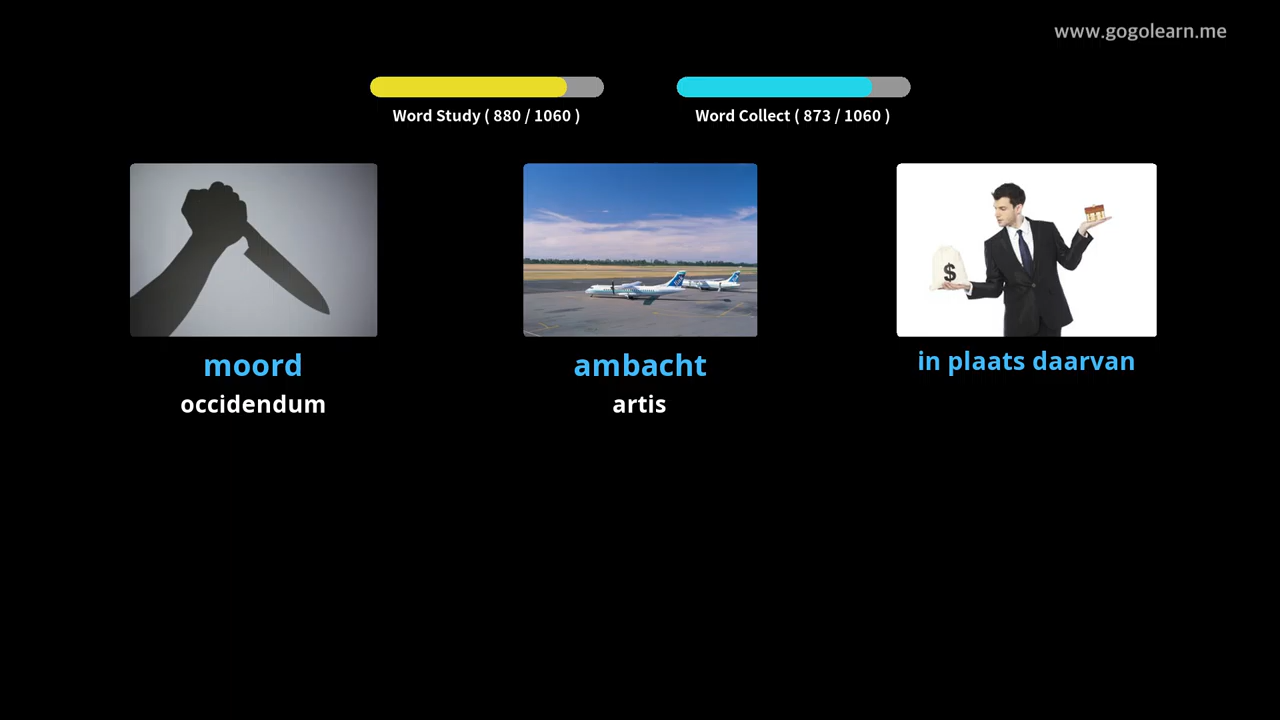 www.gogolearn.me
Word Study ( 880 / 1060 )
Word Collect ( 873 / 1060 )
$
moord
ambacht
in plaats daarvan
occidendum
artis